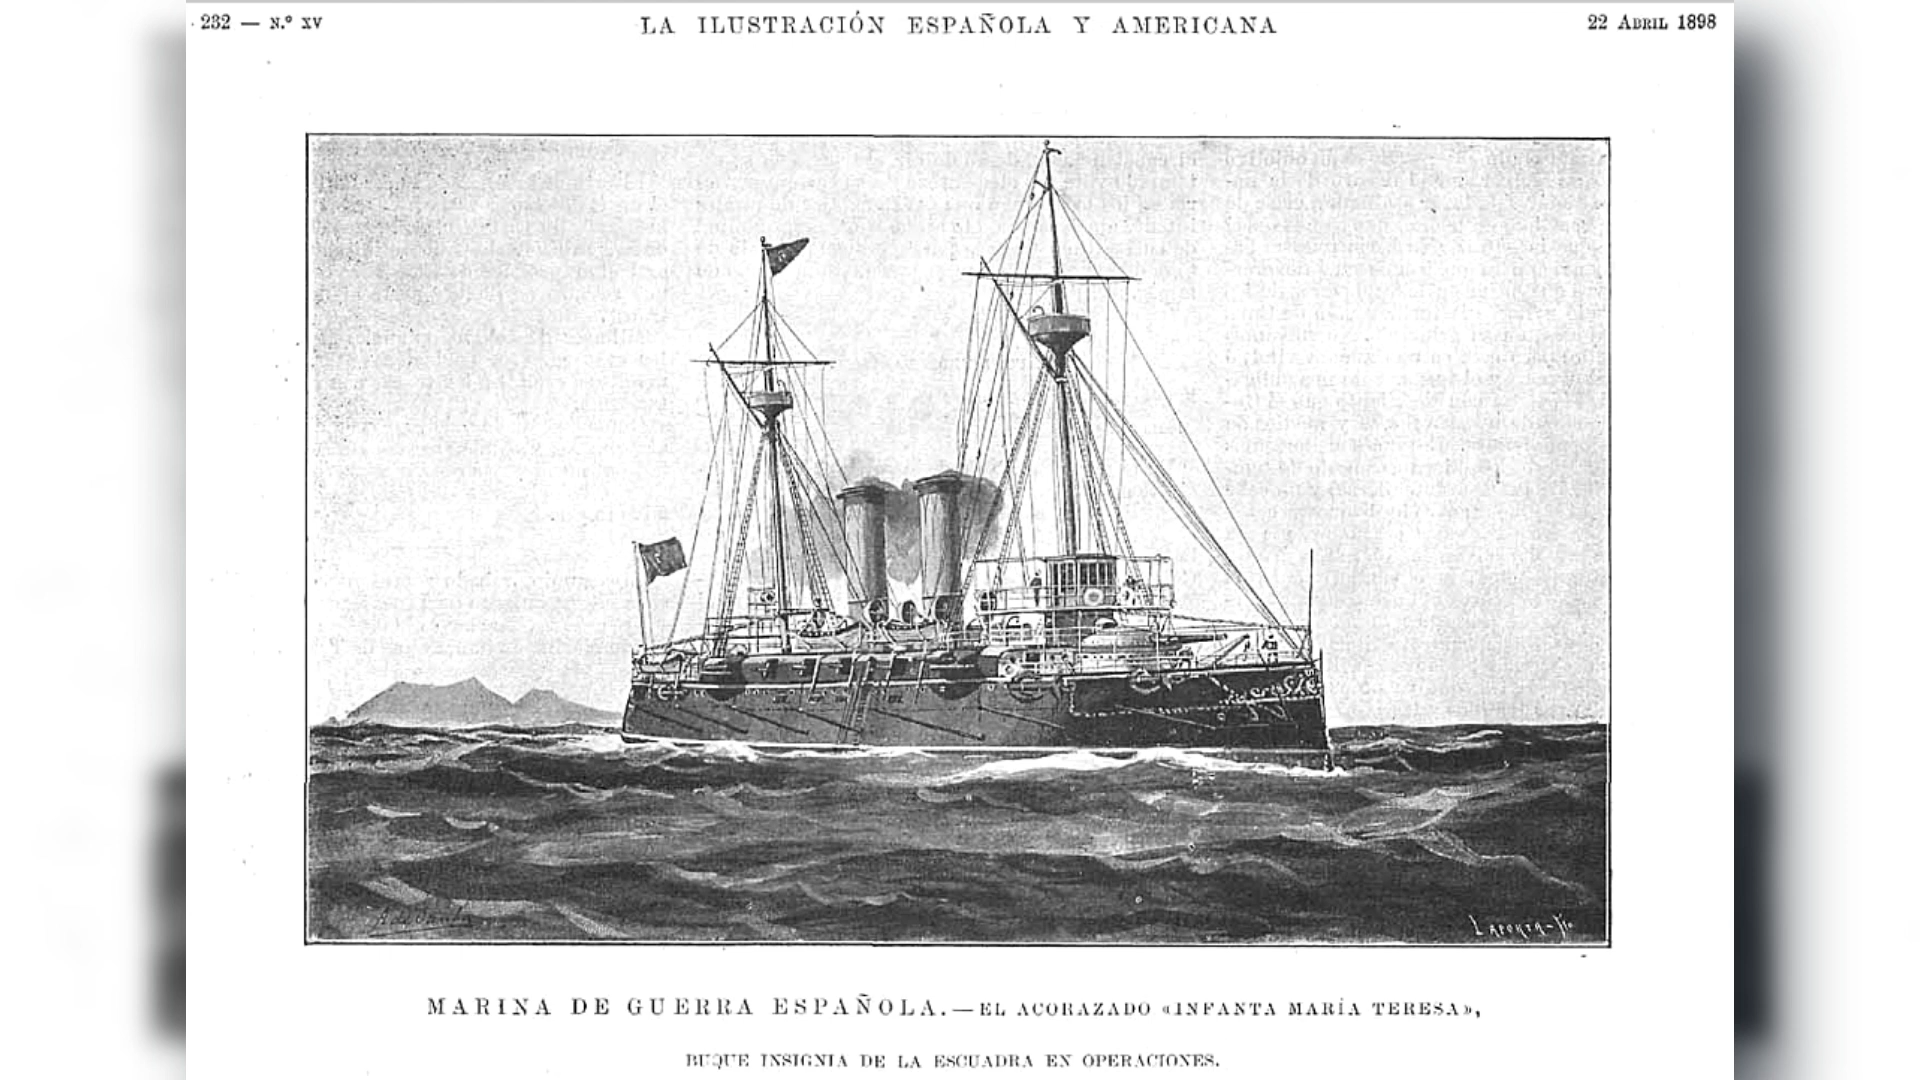 232 — N.º XV
LA ILUSTRACIÓN ESPAÑOLA Y AMERICANA
22 ABRIL 1898
LAPORTA
MARINA DE GUERRA ESPAÑOLA.—EL ACORAZADO «INFANTA MARÍA TERESA»,
BUQUE INSIGNIA DE LA ESCUADRA EN OPERACIONES.